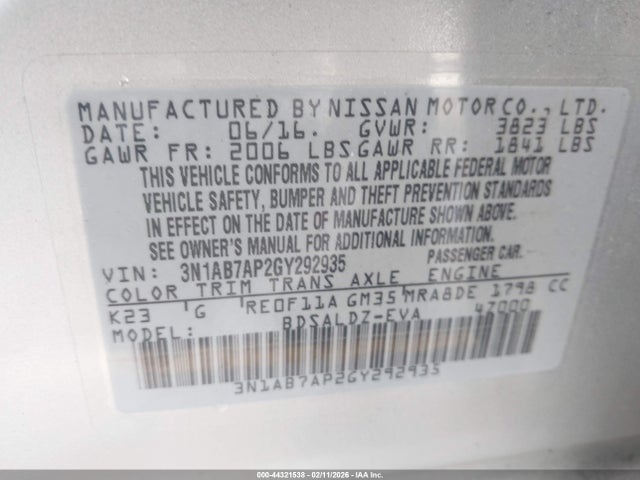 MANUFACTURED BY NISSAN MOTOR CO., LTD.
DATE: 06/16. GVWR: 3823 LBS
GAWR FR: 2006 LBS GAWR RR: 1841 LBS
THIS VEHICLE CONFORMS TO ALL APPLICABLE FEDERAL MOTOR
VEHICLE SAFETY, BUMPER AND THEFT PREVENTION STANDARDS
IN EFFECT ON THE DATE OF MANUFACTURE SHOWN ABOVE.
SEE OWNER'S MANUAL FOR ADDITIONAL INFORMATION.
VIN: 3N1AB7AP2GY292935 PASSENGER CAR.
COLOR TRIM TRANS AXLE ENGINE
K23 G RE0F11A GM35 MRA8DE 1798 CC
MODEL: BDSALDZ-EVA 47000
3N1AB7AP2GY292935
000-44321538 - 02/11/2026 - IAAI.COM